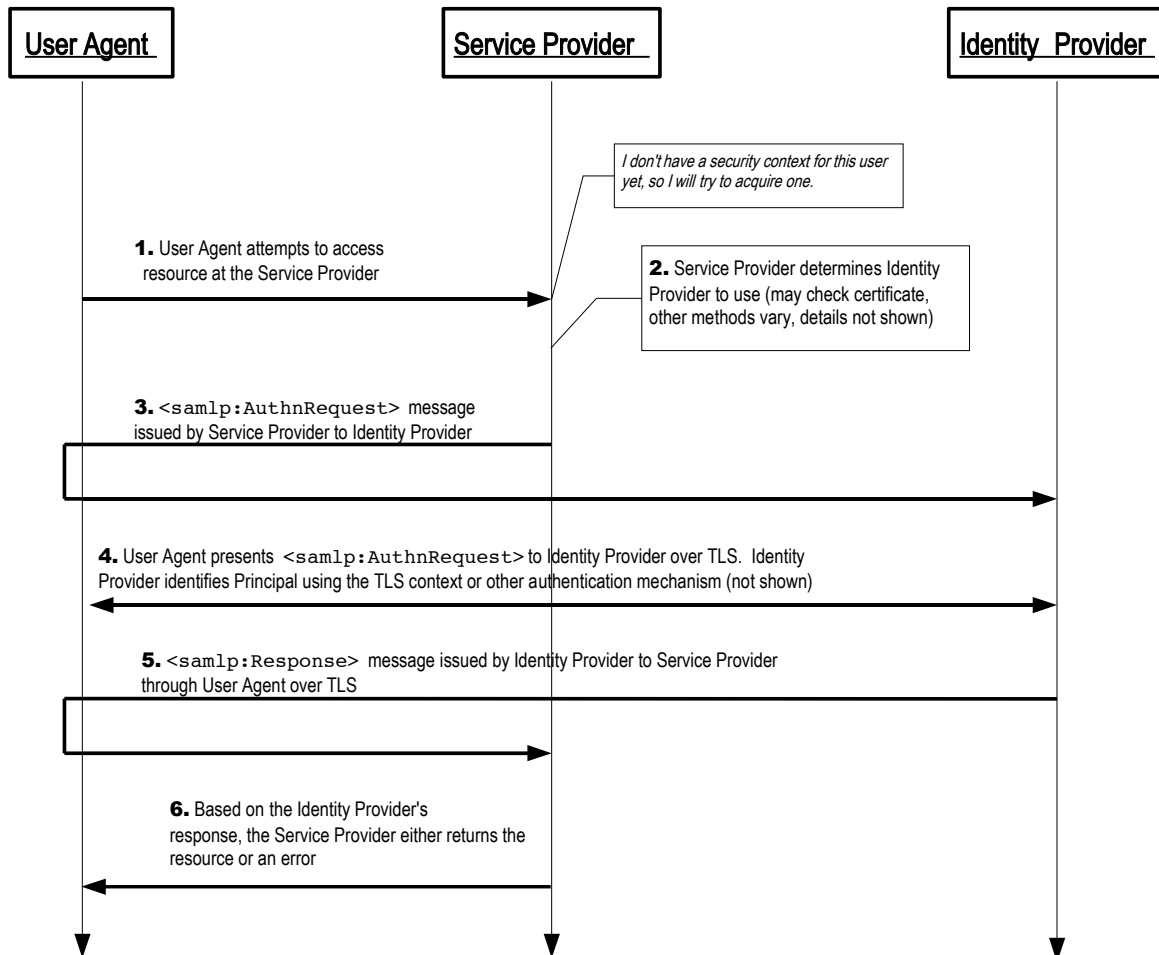 User Agent
Service Provider
Identity Provider
I don't have a security context for this user
yet, so I will try to acquire one.
1. User Agent attempts to access
resource at the Service Provider
2. Service Provider determines Identity
Provider to use (may check certificate,
other methods vary, details not shown)
3. <samlp:AuthnRequest> message
issued by Service Provider to Identity Provider
4. User Agent presents <samlp:AuthnRequest> to Identity Provider over TLS. Identity
Provider identifies Principal using the TLS context or other authentication mechanism (not shown)
5. <samlp:Response> message issued by Identity Provider to Service Provider
through User Agent over TLS
6. Based on the Identity Provider's
response, the Service Provider either returns the
resource or an error